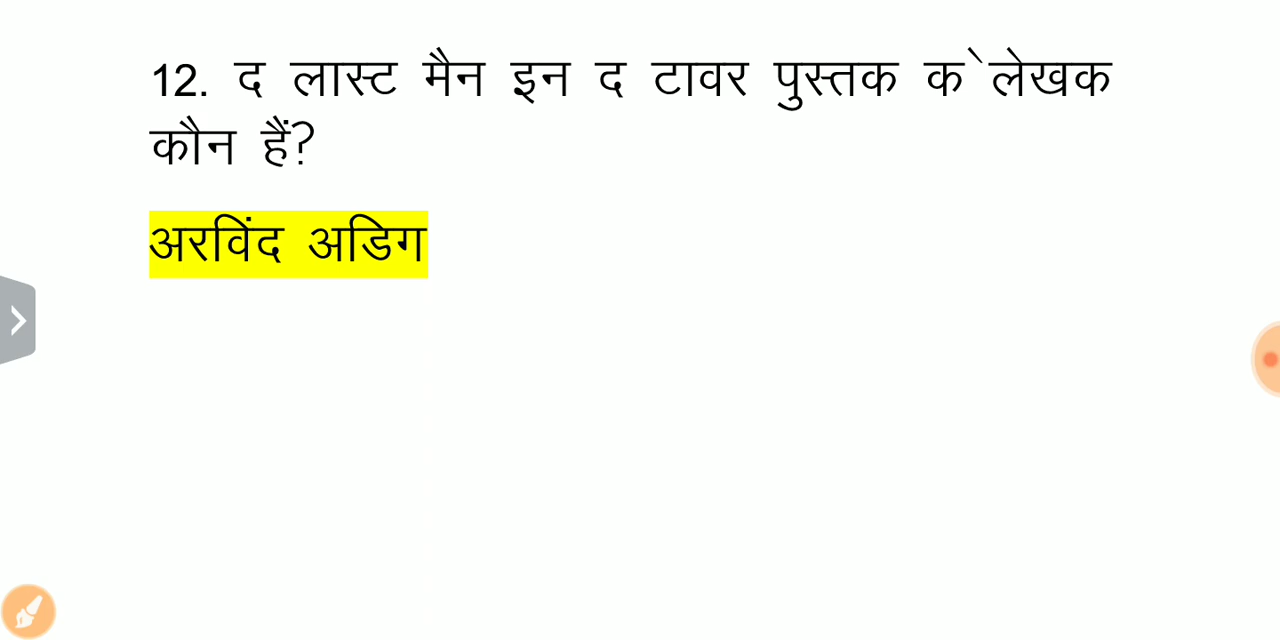 12. द लास्ट मैन इन द टावर पुस्तक के लेखक
कौन हैं?
अरविंद अडिग